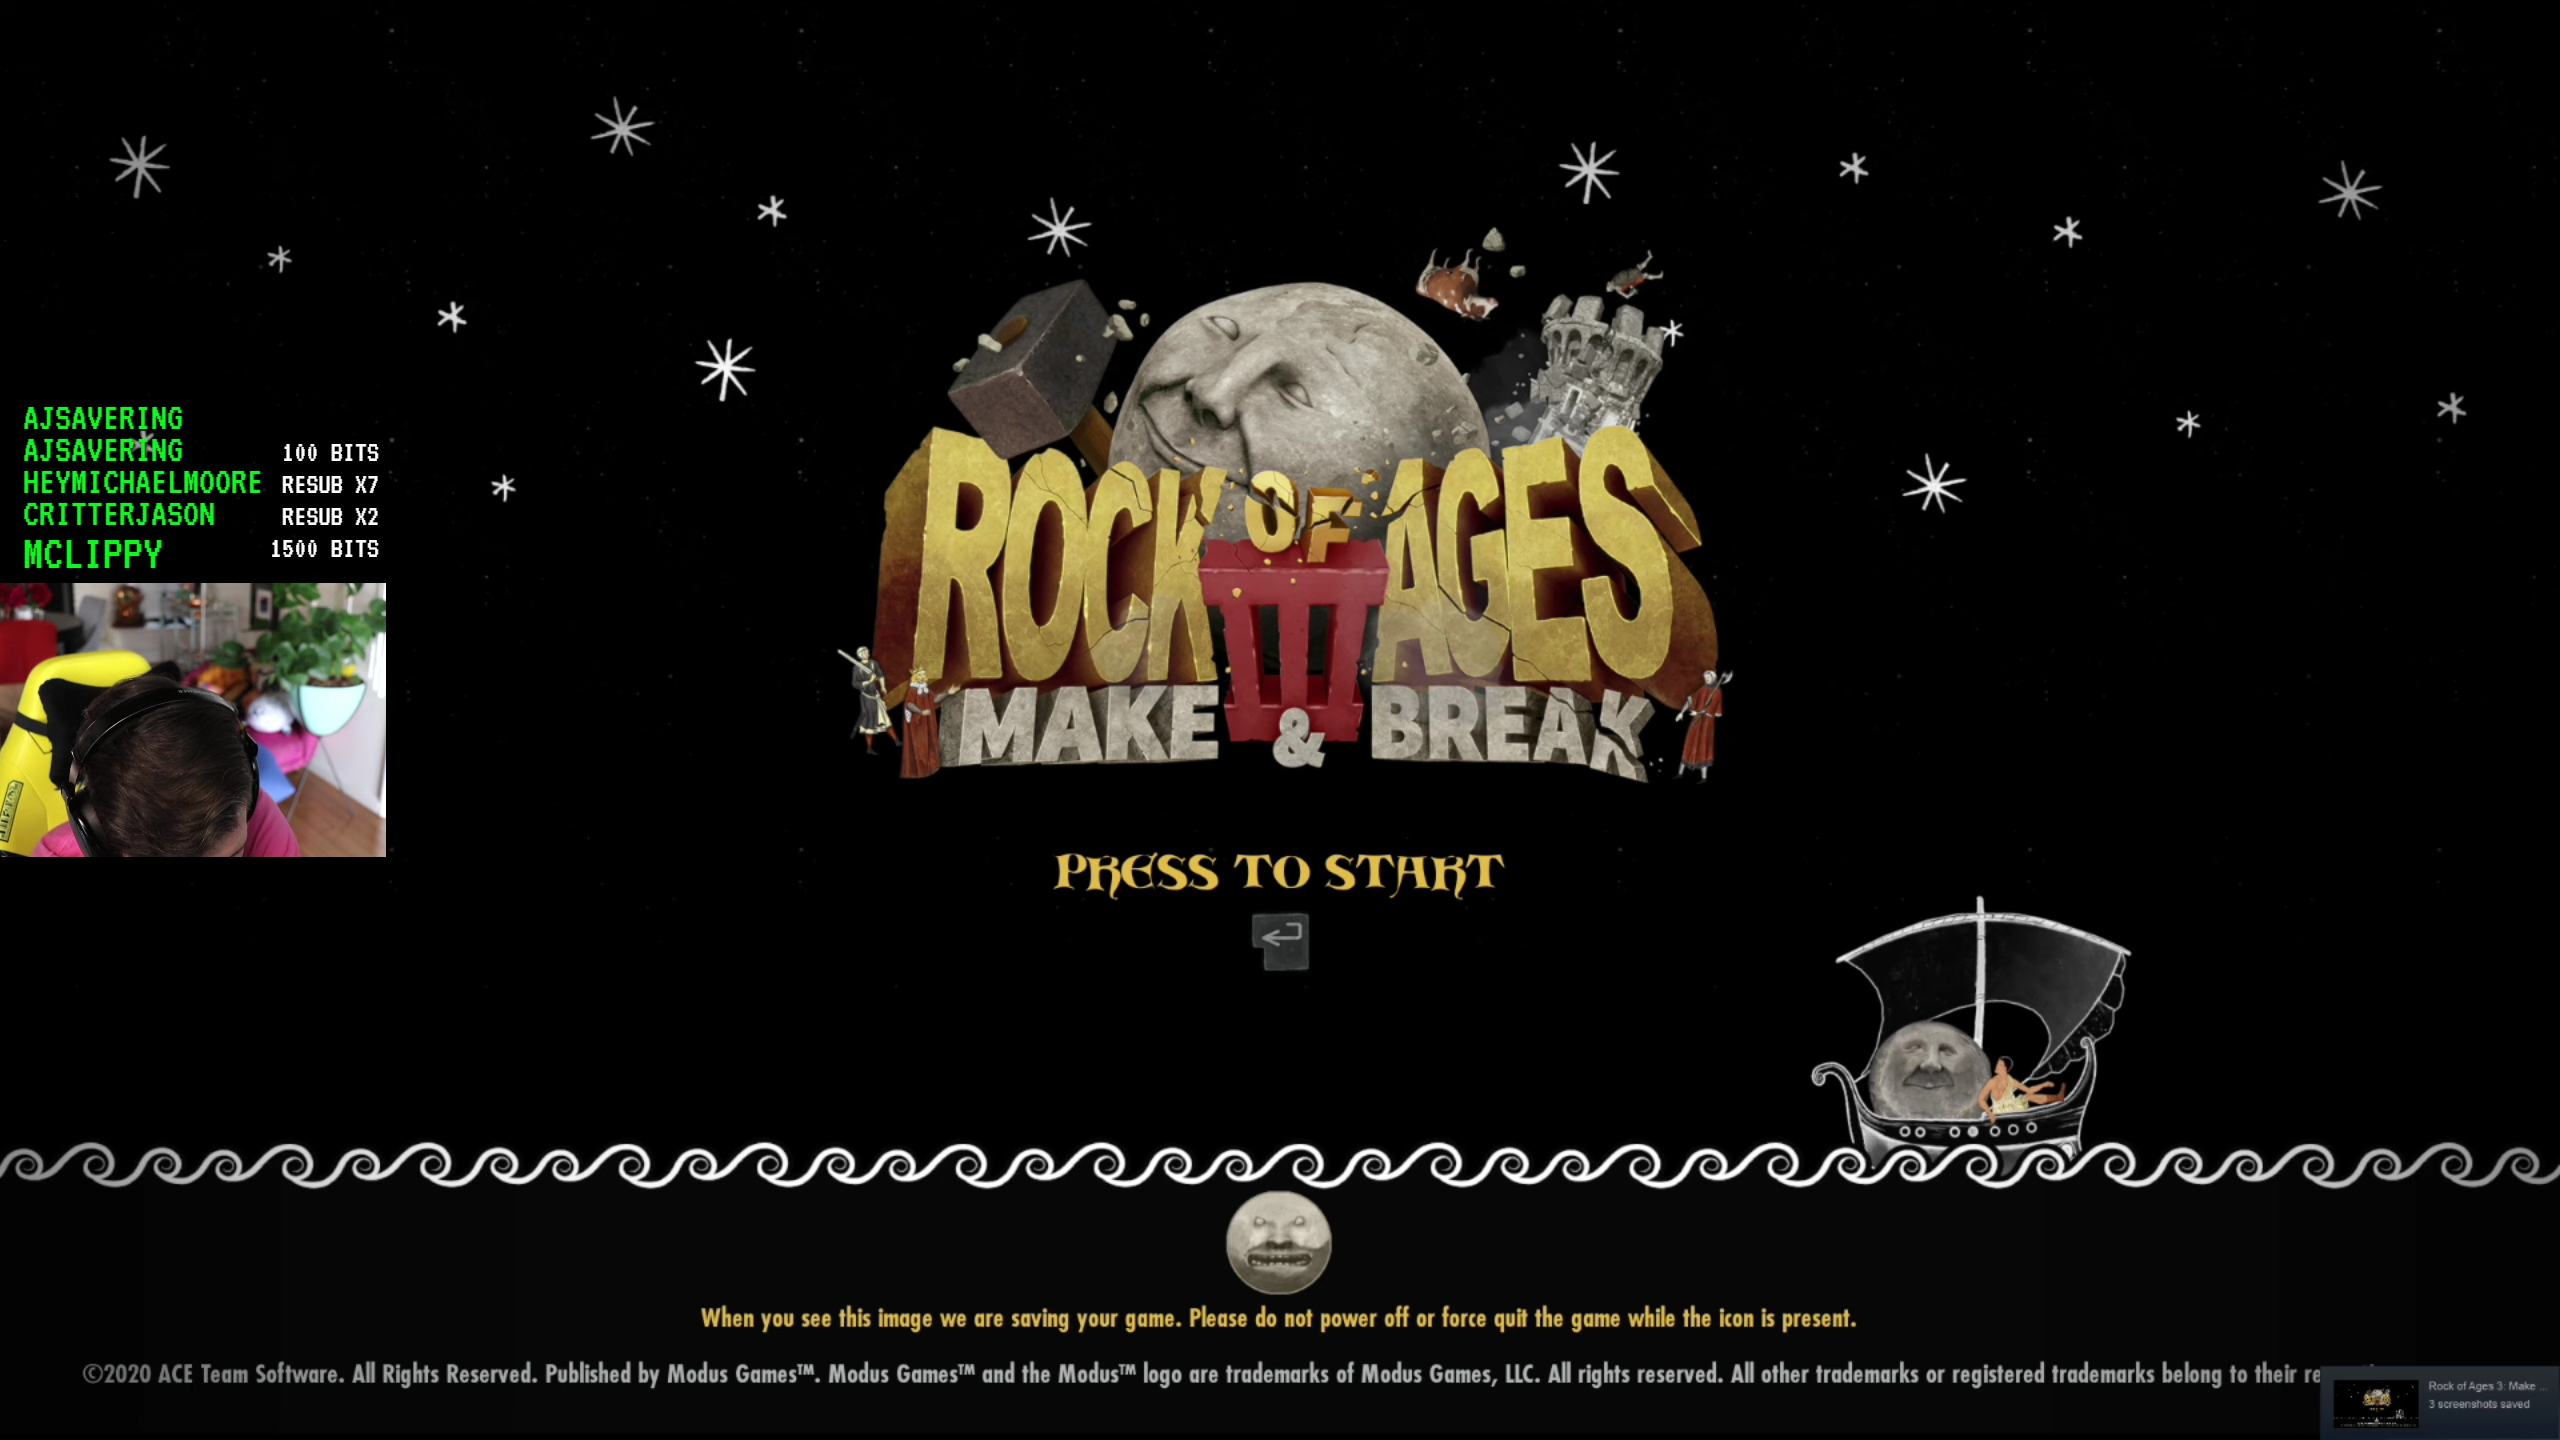 AJSAVERING
AJSAVERING 100 BITS
HEYMICHAELMOORE RESUB X7
CRITTERJASON RESUB X2
MCLIPPY 1500 BITS
ROCK OF AGES
III
MAKE & BREAK
PRESS TO START
When you see this image we are saving your game. Please do not power off or force quit the game while the icon is present.
©2020 ACE Team Software. All Rights Reserved. Published by Modus Games™. Modus Games™ and the Modus™ logo are trademarks of Modus Games, LLC. All rights reserved. All other trademarks or registered trademarks belong to their
Rock of Ages 3: Make ...
3 screenshots saved